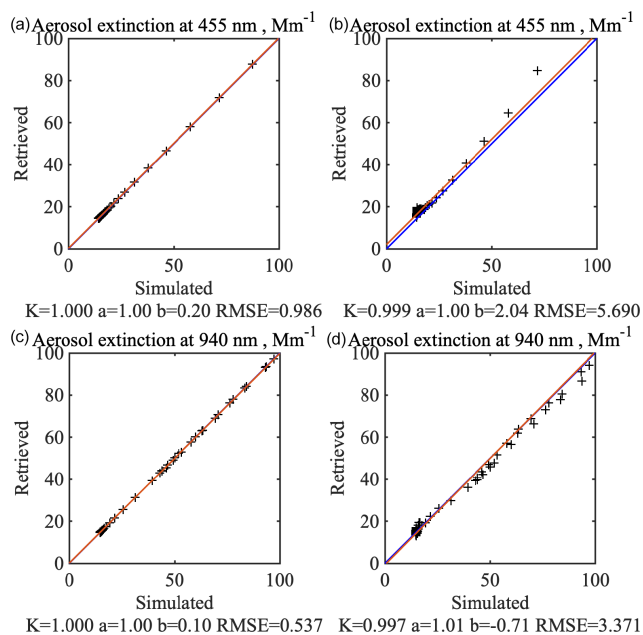 (a) Aerosol extinction at 455 nm , Mm⁻¹
100
80
60
40
20
0
Retrieved
0 50 100
Simulated
K=1.000 a=1.00 b=0.20 RMSE=0.986
(b) Aerosol extinction at 455 nm , Mm⁻¹
100
80
60
40
20
0
Retrieved
0 50 100
Simulated
K=0.999 a=1.00 b=2.04 RMSE=5.690
(c) Aerosol extinction at 940 nm , Mm⁻¹
100
80
60
40
20
0
Retrieved
0 50 100
Simulated
K=1.000 a=1.00 b=0.10 RMSE=0.537
(d) Aerosol extinction at 940 nm , Mm⁻¹
100
80
60
40
20
0
Retrieved
0 50 100
Simulated
K=0.997 a=1.01 b=-0.71 RMSE=3.371